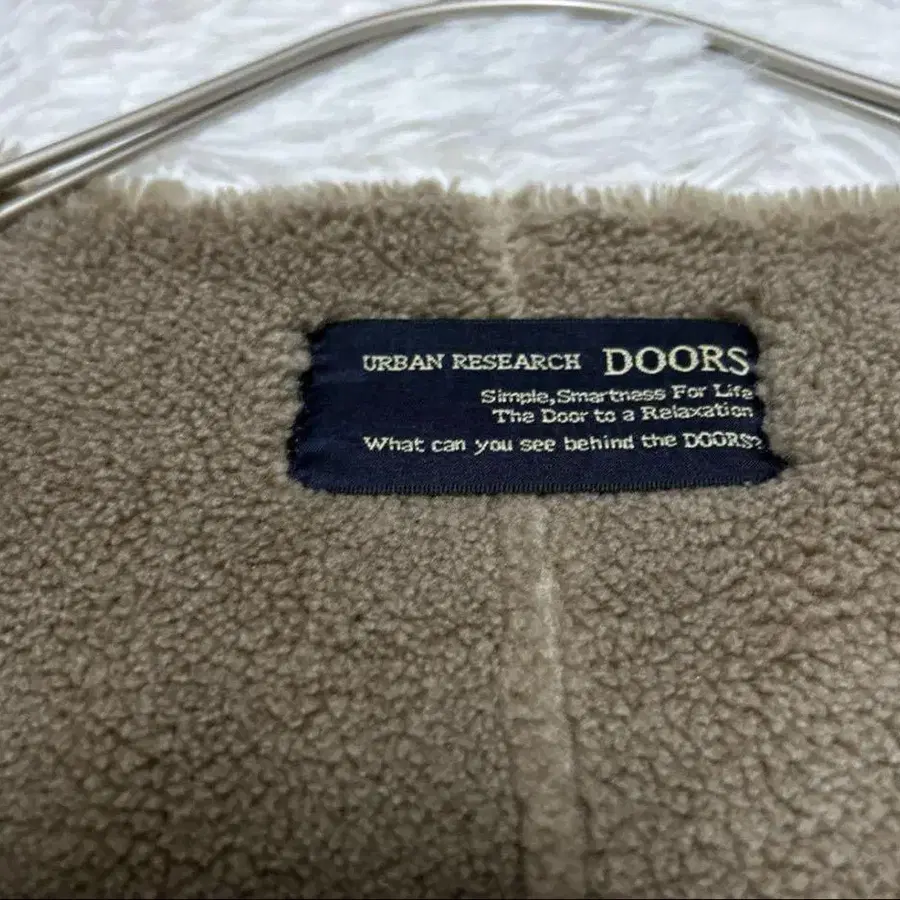 URBAN RESEARCH DOORS
Simple,Smartness For Life
The Door to a Relaxation
What can you see behind the DOORS?